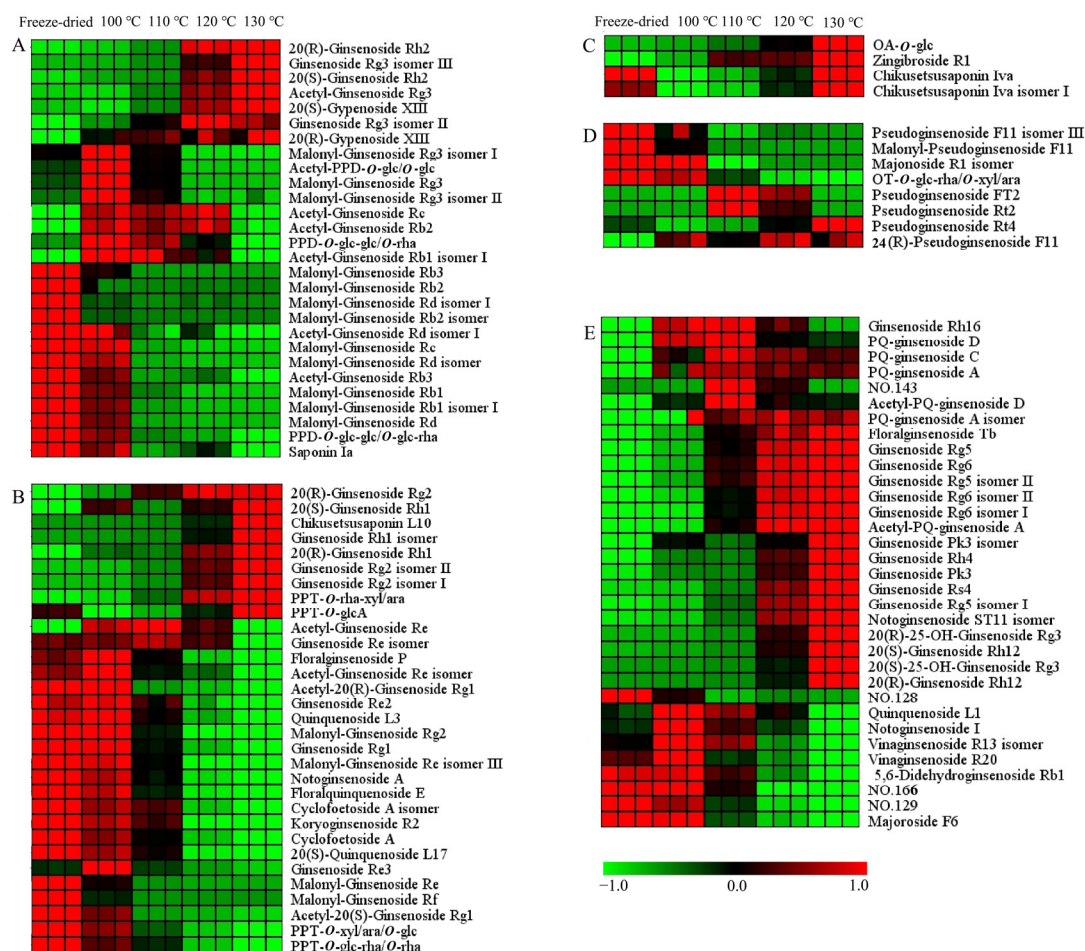 Freeze-dried 100 °C 110 °C 120 °C 130 °C
A
20(R)-Ginsenoside Rh2
Ginsenoside Rg3 isomer III
20(S)-Ginsenoside Rh2
Acetyl-Ginsenoside Rg3
20(S)-Gypenoside XIII
Ginsenoside Rg3 isomer II
20(R)-Gypenoside XIII
Malonyl-Ginsenoside Rg3 isomer I
Acetyl-PPD-O-glc/O-glc
Malonyl-Ginsenoside Rg3
Malonyl-Ginsenoside Rg3 isomer II
Acetyl-Ginsenoside Rc
Acetyl-Ginsenoside Rb2
PPD-O-glc-glc/O-rha
Acetyl-Ginsenoside Rb1 isomer I
Malonyl-Ginsenoside Rb3
Malonyl-Ginsenoside Rb2
Malonyl-Ginsenoside Rd isomer I
Malonyl-Ginsenoside Rb2 isomer
Acetyl-Ginsenoside Rd isomer I
Malonyl-Ginsenoside Rc
Malonyl-Ginsenoside Rd isomer
Acetyl-Ginsenoside Rb3
Malonyl-Ginsenoside Rb1
Malonyl-Ginsenoside Rb1 isomer I
Malonyl-Ginsenoside Rd
PPD-O-glc-glc/O-glc-rha
Saponin Ia
B
20(R)-Ginsenoside Rg2
20(S)-Ginsenoside Rh1
Chikusetsusaponin L10
Ginsenoside Rh1 isomer
20(R)-Ginsenoside Rh1
Ginsenoside Rg2 isomer II
Ginsenoside Rg2 isomer I
PPT-O-rha-xyl/ara
PPT-O-glcA
Acetyl-Ginsenoside Re
Ginsenoside Re isomer
Floralginsenoside P
Acetyl-Ginsenoside Re isomer
Acetyl-20(R)-Ginsenoside Rg1
Ginsenoside Re2
Quinquenoside L3
Malonyl-Ginsenoside Rg2
Ginsenoside Rg1
Malonyl-Ginsenoside Re isomer III
Notoginsenoside A
Floralquinquenoside E
Cyclofoetoside A isomer
Koryoginsenoside R2
Cyclofoetoside A
20(S)-Quinquenoside L17
Ginsenoside Re3
Malonyl-Ginsenoside Re
Malonyl-Ginsenoside Rf
Acetyl-20(S)-Ginsenoside Rg1
PPT-O-xyl/ara/O-glc
PPT-O-glc-rha/O-rha
Freeze-dried 100 °C 110 °C 120 °C 130 °C
C
OA-O-glc
Zingibroside R1
Chikusetsusaponin Iva
Chikusetsusaponin Iva isomer I
D
Pseudoginsenoside F11 isomer III
Malonyl-Pseudoginsenoside F11
Majonoside R1 isomer
OT-O-glc-rha/O-xyl/ara
Pseudoginsenoside FT2
Pseudoginsenoside Rt2
Pseudoginsenoside Rt4
24(R)-Pseudoginsenoside F11
E
Ginsenoside Rh16
PQ-ginsenoside D
PQ-ginsenoside C
PQ-ginsenoside A
NO.143
Acetyl-PQ-ginsenoside D
PQ-ginsenoside A isomer
Floralginsenoside Tb
Ginsenoside Rg5
Ginsenoside Rg6
Ginsenoside Rg5 isomer II
Ginsenoside Rg6 isomer II
Ginsenoside Rg6 isomer I
Acetyl-PQ-ginsenoside A
Ginsenoside Pk3 isomer
Ginsenoside Rh4
Ginsenoside Pk3
Ginsenoside Rs4
Ginsenoside Rg5 isomer I
Notoginsenoside ST11 isomer
20(R)-25-OH-Ginsenoside Rg3
20(S)-Ginsenoside Rh12
20(S)-25-OH-Ginsenoside Rg3
20(R)-Ginsenoside Rh12
NO.128
Quinquenoside L1
Notoginsenoside I
Vinaginsenoside R13 isomer
Vinaginsenoside R20
5,6-Didehydroginsenoside Rb1
NO.166
NO.129
Majoroside F6
−1.0 0.0 1.0